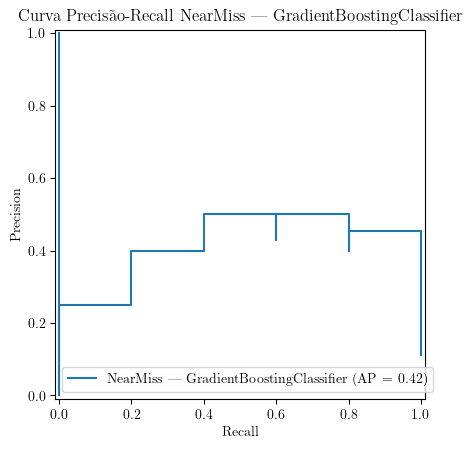 Curva Precisão-Recall NearMiss — GradientBoostingClassifier
1.0
0.8
0.6
0.4
0.2
0.0
Precision
NearMiss — GradientBoostingClassifier (AP = 0.42)
0.0 0.2 0.4 0.6 0.8 1.0
Recall